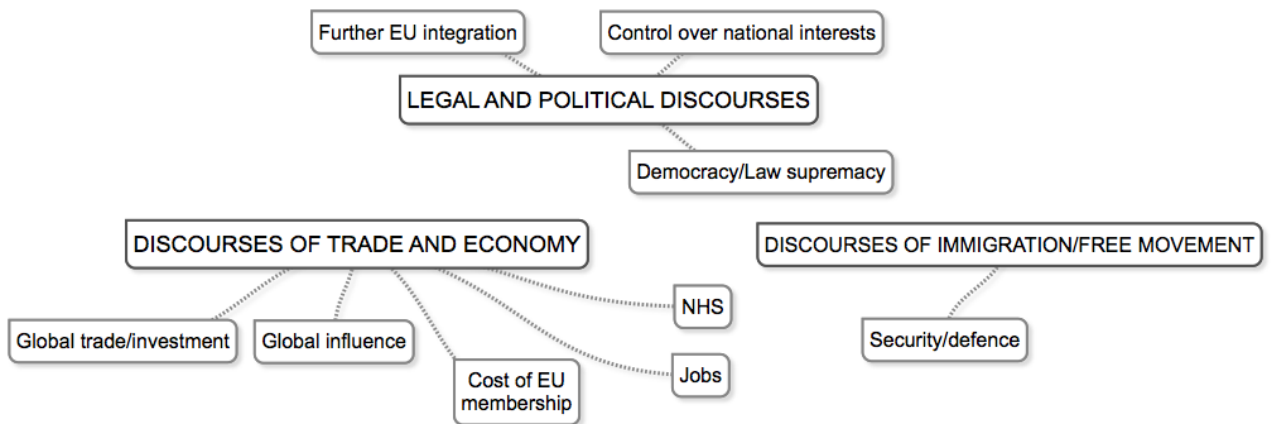 Further EU integration
Control over national interests
LEGAL AND POLITICAL DISCOURSES
Democracy/Law supremacy
DISCOURSES OF TRADE AND ECONOMY
DISCOURSES OF IMMIGRATION/FREE MOVEMENT
NHS
Global trade/investment
Global influence
Security/defence
Jobs
Cost of EU
membership